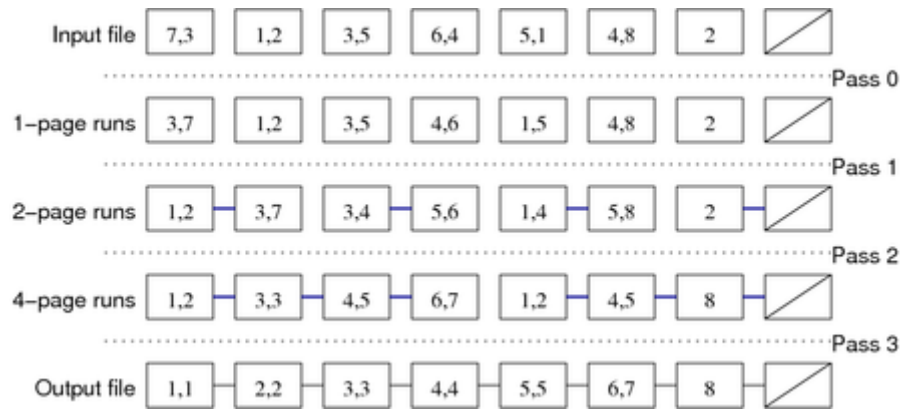 Input file 7,3 1,2 3,5 6,4 5,1 4,8 2
Pass 0
1-page runs 3,7 1,2 3,5 4,6 1,5 4,8 2
Pass 1
2-page runs 1,2 3,7 3,4 5,6 1,4 5,8 2
Pass 2
4-page runs 1,2 3,3 4,5 6,7 1,2 4,5 8
Pass 3
Output file 1,1 2,2 3,3 4,4 5,5 6,7 8